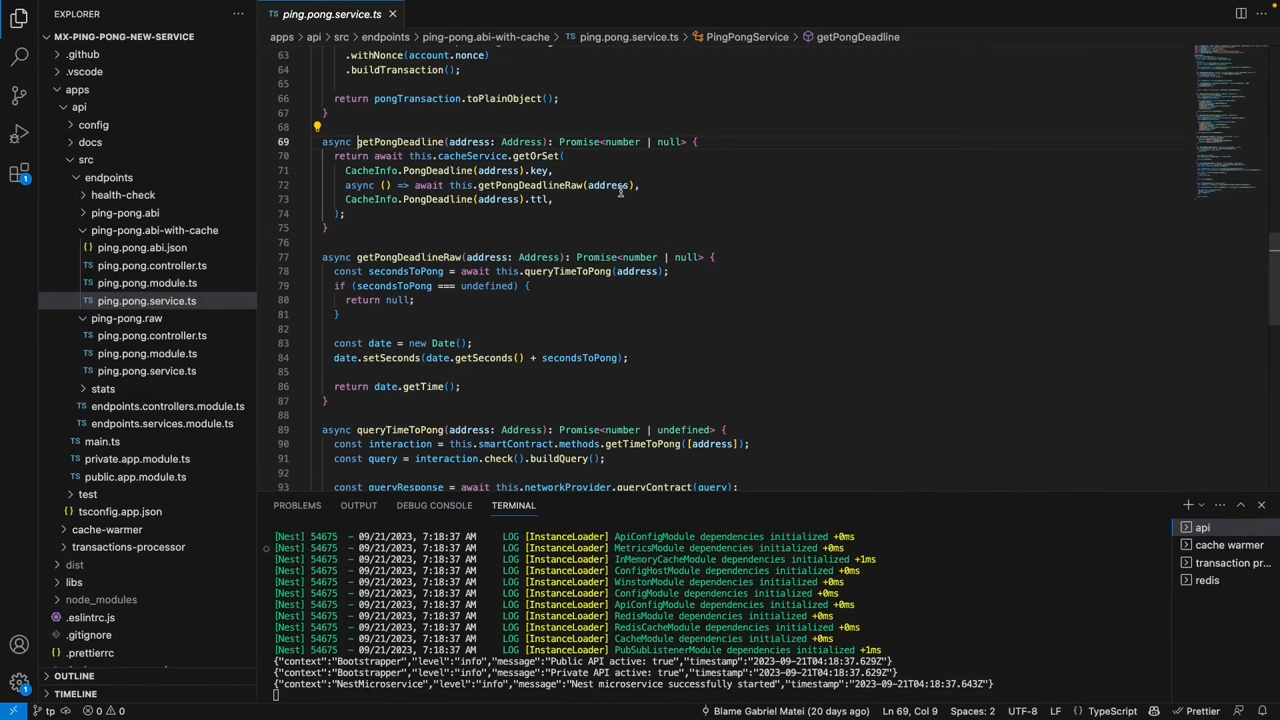 EXPLORER
···
MX-PING-PONG-NEW-SERVICE
.github
.vscode
apps
api
config
docs
src
endpoints
health-check
ping-pong.abi
ping-pong.abi-with-cache
{} ping.pong.abi.json
TS ping.pong.controller.ts
TS ping.pong.module.ts
TS ping.pong.service.ts
ping-pong.raw
TS ping.pong.controller.ts
TS ping.pong.module.ts
TS ping.pong.service.ts
stats
TS endpoints.controllers.module.ts
TS endpoints.services.module.ts
TS main.ts
TS private.app.module.ts
TS public.app.module.ts
test
tsconfig.app.json
cache-warmer
transactions-processor
dist
libs
node_modules
.eslintrc.js
.gitignore
.prettierrc
OUTLINE
TIMELINE
TS ping.pong.service.ts
apps > api > src > endpoints > ping-pong.abi-with-cache > TS ping.pong.service.ts > PingPongService > getPongDeadline
63 .withNonce(account.nonce)
64 .buildTransaction();
65
66 return pongTransaction.toPlainObject();
67 }
68
69 async getPongDeadline(address: Address): Promise<number | null> {
70 return await this.cacheService.getOrSet(
71 CacheInfo.PongDeadline(address).key,
72 async () => await this.getPongDeadlineRaw(address),
73 CacheInfo.PongDeadline(address).ttl,
74 );
75 }
76
77 async getPongDeadlineRaw(address: Address): Promise<number | null> {
78 const secondsToPong = await this.queryTimeToPong(address);
79 if (secondsToPong === undefined) {
80 return null;
81 }
82
83 const date = new Date();
84 date.setSeconds(date.getSeconds() + secondsToPong);
85
86 return date.getTime();
87 }
88
89 async queryTimeToPong(address: Address): Promise<number | undefined> {
90 const interaction = this.smartContract.methods.getTimeToPong([address]);
91 const query = interaction.check().buildQuery();
92
93 const queryResponse = await this.networkProvider.queryContract(query);
PROBLEMS OUTPUT DEBUG CONSOLE TERMINAL
[Nest] 54675 - 09/21/2023, 7:18:37 AM LOG [InstanceLoader] ApiConfigModule dependencies initialized +0ms
[Nest] 54675 - 09/21/2023, 7:18:37 AM LOG [InstanceLoader] MetricsModule dependencies initialized +0ms
[Nest] 54675 - 09/21/2023, 7:18:37 AM LOG [InstanceLoader] InMemoryCacheModule dependencies initialized +1ms
[Nest] 54675 - 09/21/2023, 7:18:37 AM LOG [InstanceLoader] ConfigHostModule dependencies initialized +0ms
[Nest] 54675 - 09/21/2023, 7:18:37 AM LOG [InstanceLoader] WinstonModule dependencies initialized +0ms
[Nest] 54675 - 09/21/2023, 7:18:37 AM LOG [InstanceLoader] ConfigModule dependencies initialized +0ms
[Nest] 54675 - 09/21/2023, 7:18:37 AM LOG [InstanceLoader] ApiConfigModule dependencies initialized +0ms
[Nest] 54675 - 09/21/2023, 7:18:37 AM LOG [InstanceLoader] RedisModule dependencies initialized +0ms
[Nest] 54675 - 09/21/2023, 7:18:37 AM LOG [InstanceLoader] RedisCacheModule dependencies initialized +0ms
[Nest] 54675 - 09/21/2023, 7:18:37 AM LOG [InstanceLoader] CacheModule dependencies initialized +0ms
[Nest] 54675 - 09/21/2023, 7:18:37 AM LOG [InstanceLoader] PubSubListenerModule dependencies initialized +1ms
{"context":"Bootstrapper","level":"info","message":"Public API active: true","timestamp":"2023-09-21T04:18:37.629Z"}
{"context":"Bootstrapper","level":"info","message":"Private API active: true","timestamp":"2023-09-21T04:18:37.629Z"}
{"context":"NestMicroservice","level":"info","message":"Nest microservice successfully started","timestamp":"2023-09-21T04:18:37.643Z"}
api
cache warmer
transaction pr...
redis
1
1
tp
0 0
Blame Gabriel Matei (20 days ago)
Ln 69, Col 9
Spaces: 2
UTF-8
LF
{} TypeScript
Prettier